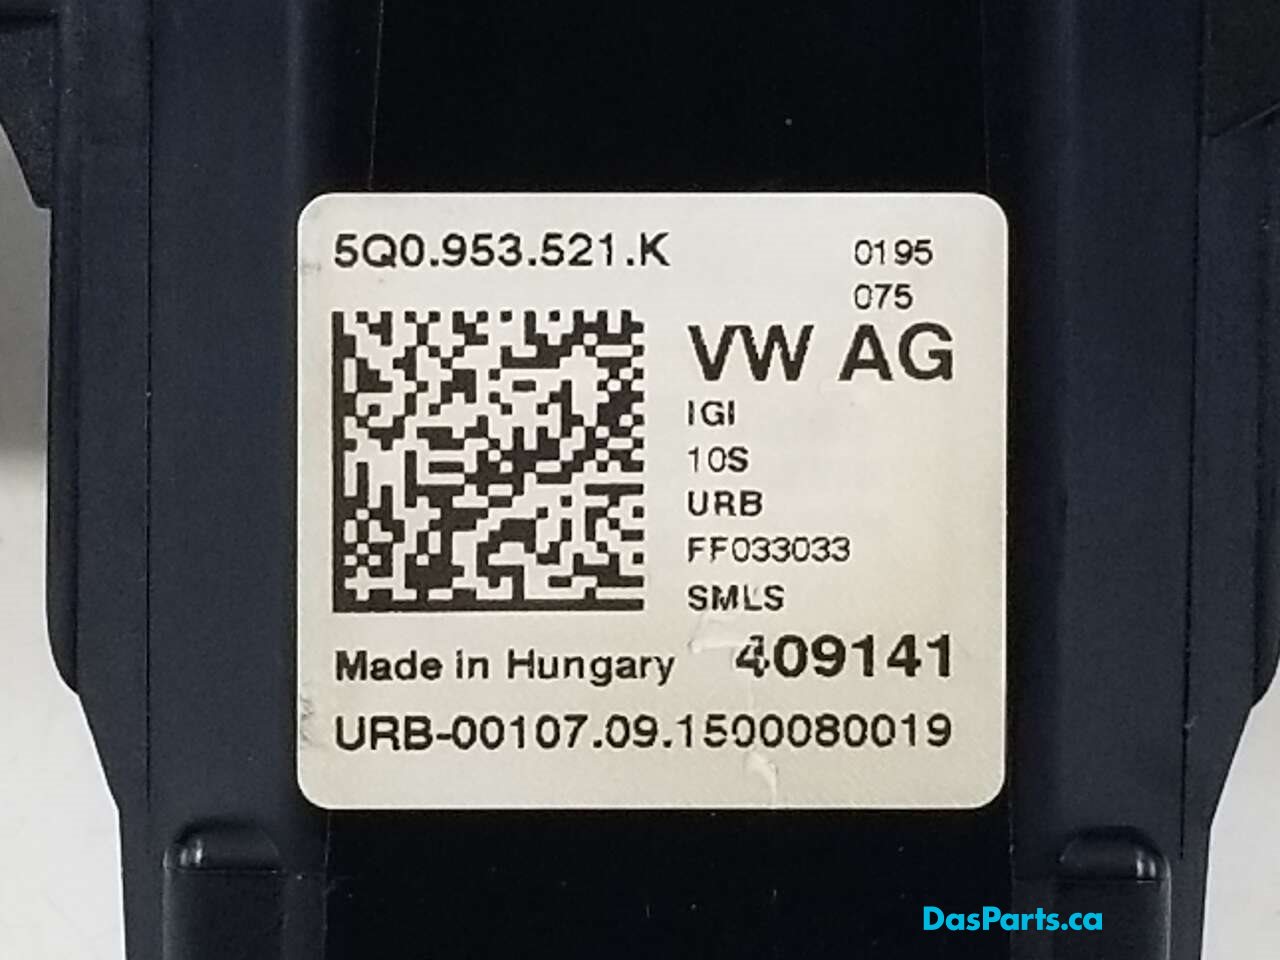 5Q0.953.521.K
0195
075
VW AG
IGI
10S
URB
FF033033
SMLS
Made in Hungary
409141
URB-00107.09.1500080019
DasParts.ca